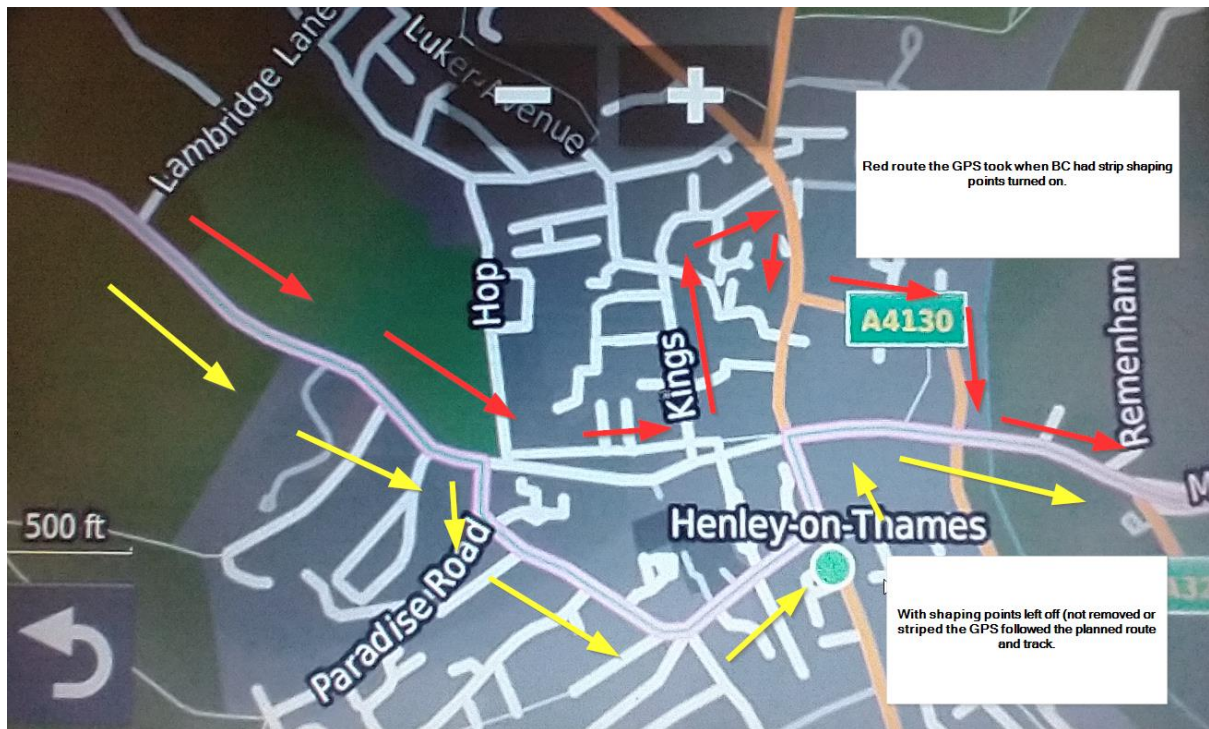 Lambridge Lane
Luker Avenue
Red route the GPS took when BC had strip shaping
points turned on.
Hop
Kings
A4130
Remenham
M
500 ft
Henley-on-Thames
Paradise Road
A32
With shaping points left off (not removed or
striped the GPS followed the planned route
and track.